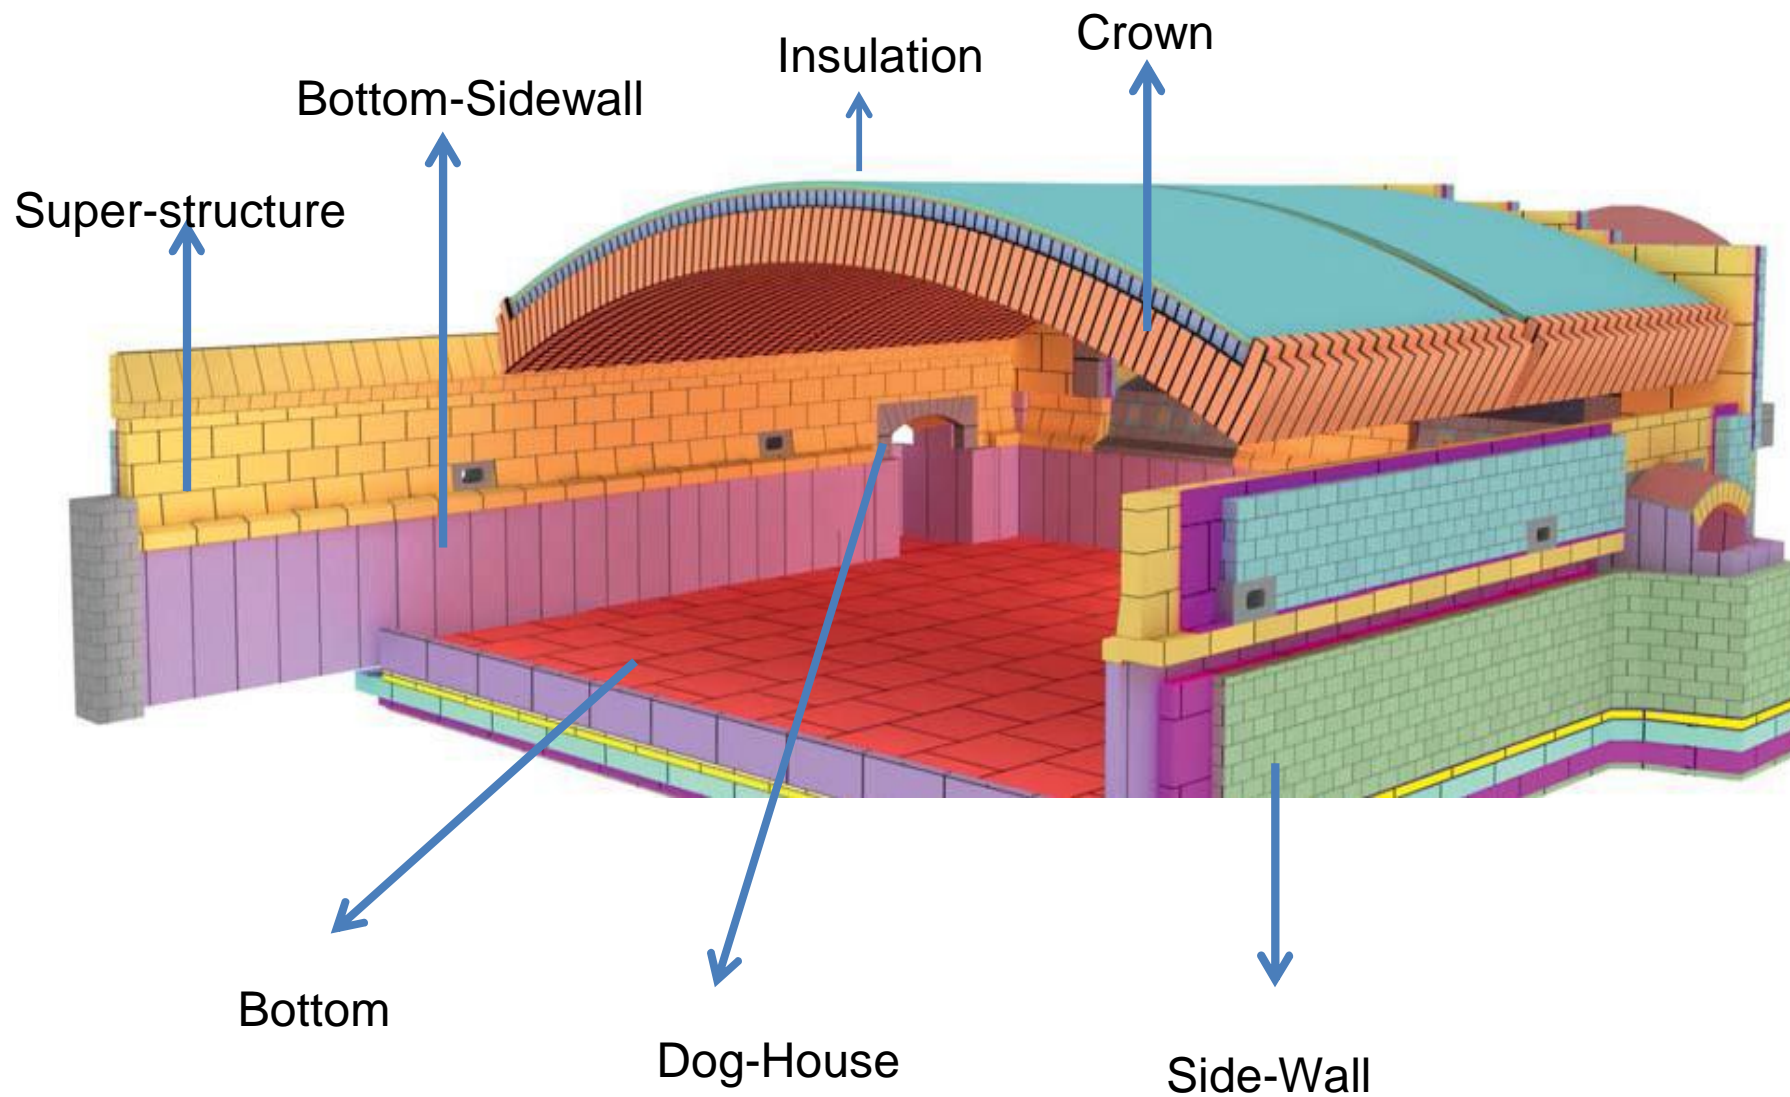 Crown
Insulation
Bottom-Sidewall
Super-structure
Bottom
Dog-House
Side-Wall